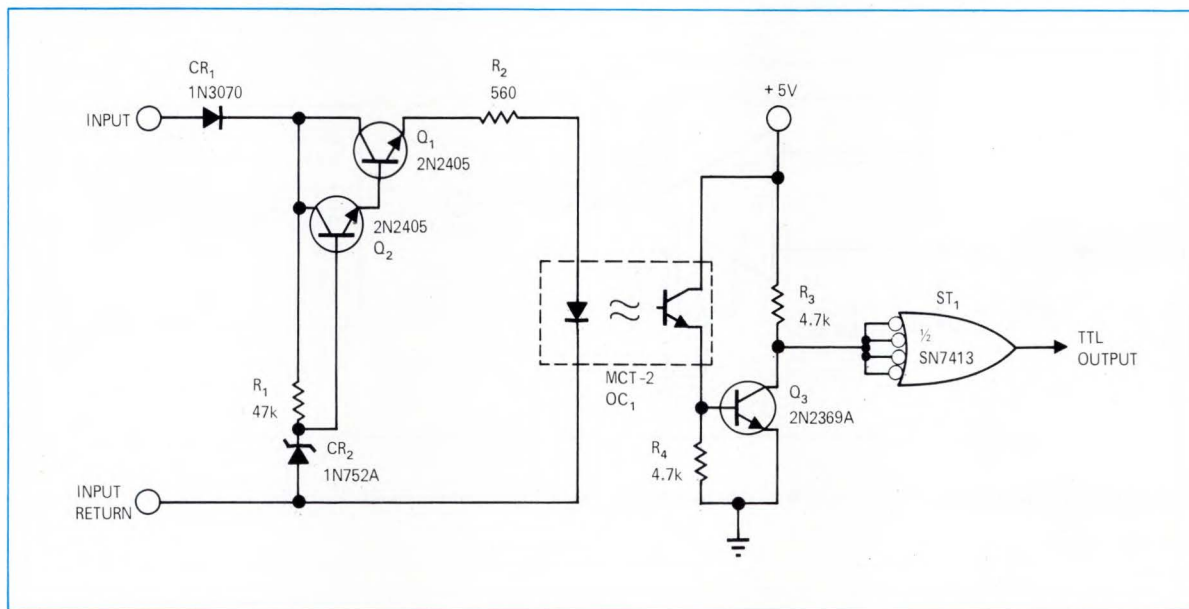 CR₁
1N3070
INPUT
R₂
560
Q₁
2N2405
2N2405
Q₂
+ 5V
R₃
4.7k
ST₁
½
SN7413
TTL
OUTPUT
MCT-2
OC₁
Q₃
2N2369A
R₁
47k
CR₂
1N752A
R₄
4.7k
INPUT
RETURN